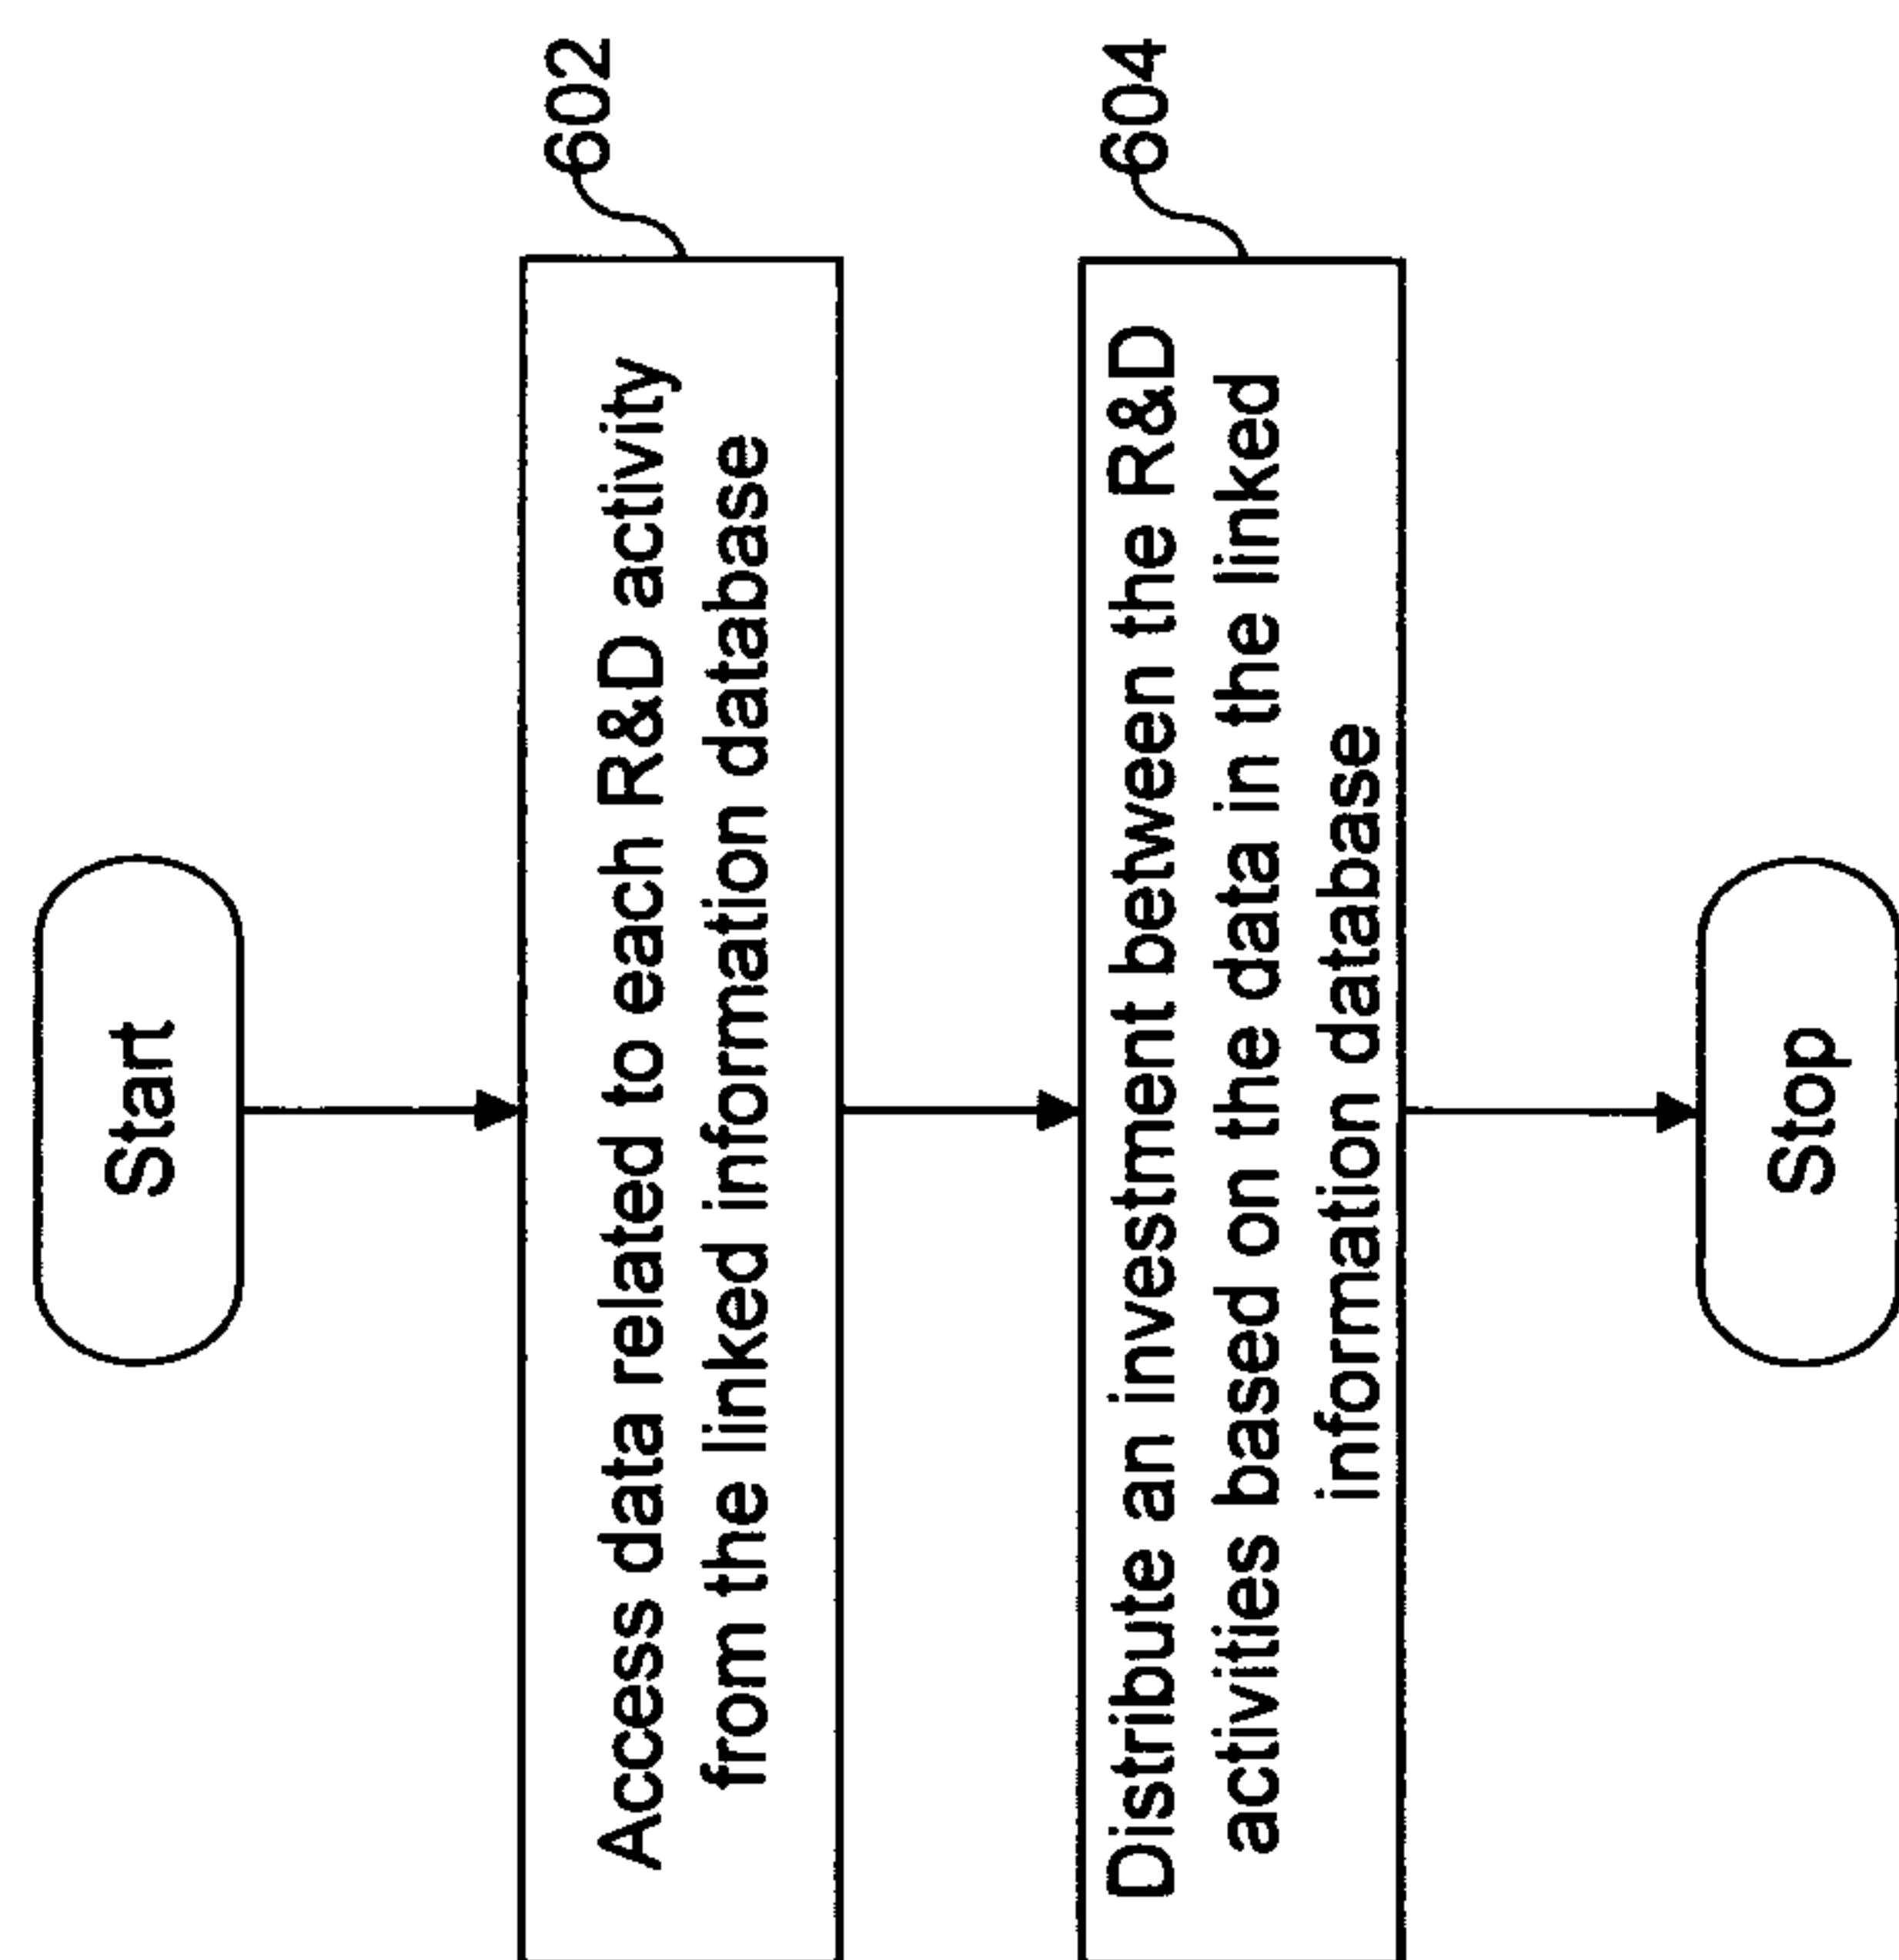 Start
602
Access data related to each R&D activity
from the linked information database
604
Distribute an investment between the R&D
activities based on the data in the linked
information database
Stop